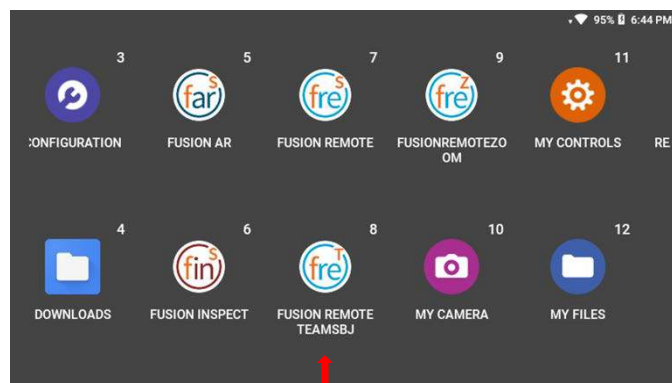 95% 6:44 PM
3 5 7 9 11
far S
fre S
fre Z
:ONFIGURATION FUSION AR FUSION REMOTE FUSIONREMOTEZO MY CONTROLS RE
OM
4 6 8 10 12
fin S
fre T
DOWNLOADS FUSION INSPECT FUSION REMOTE MY CAMERA MY FILES
TEAMSBJ